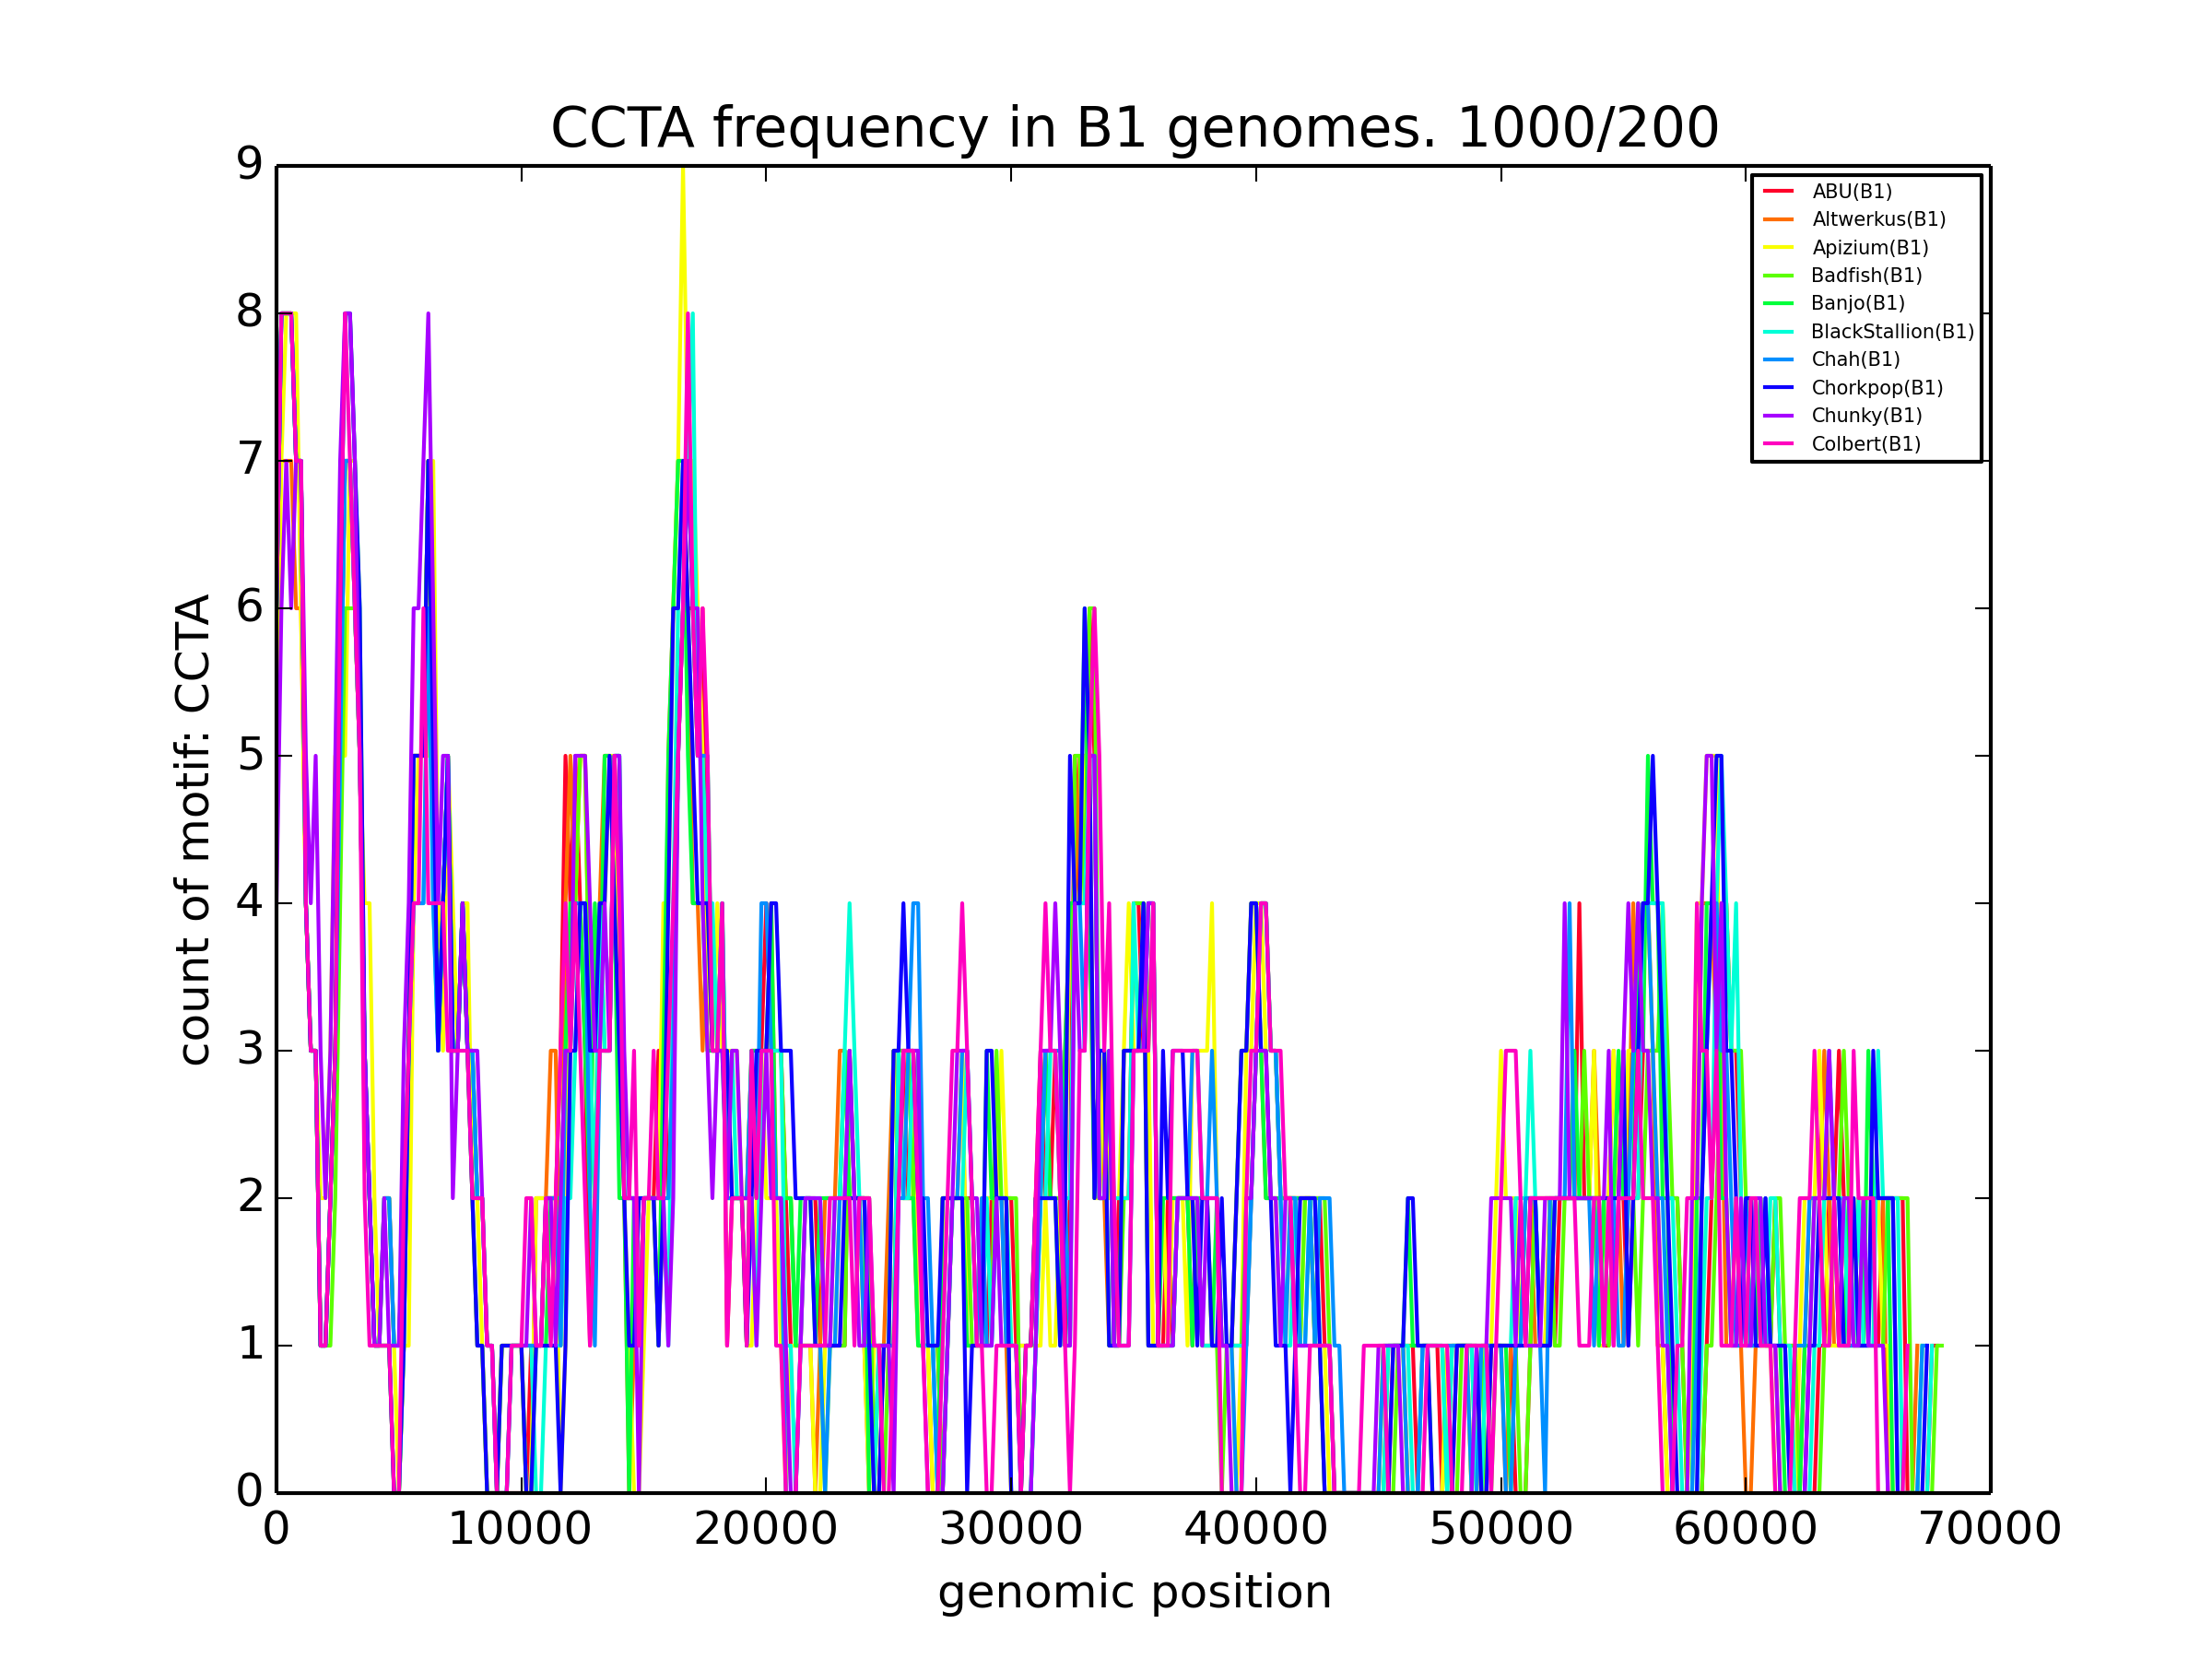 CCTA frequency in B1 genomes. 1000/200
9
8
7
6
5
4
3
2
1
0
count of motif: CCTA
ABU(B1)
Altwerkus(B1)
Apizium(B1)
Badfish(B1)
Banjo(B1)
BlackStallion(B1)
Chah(B1)
Chorkpop(B1)
Chunky(B1)
Colbert(B1)
0 10000 20000 30000 40000 50000 60000 70000
genomic position